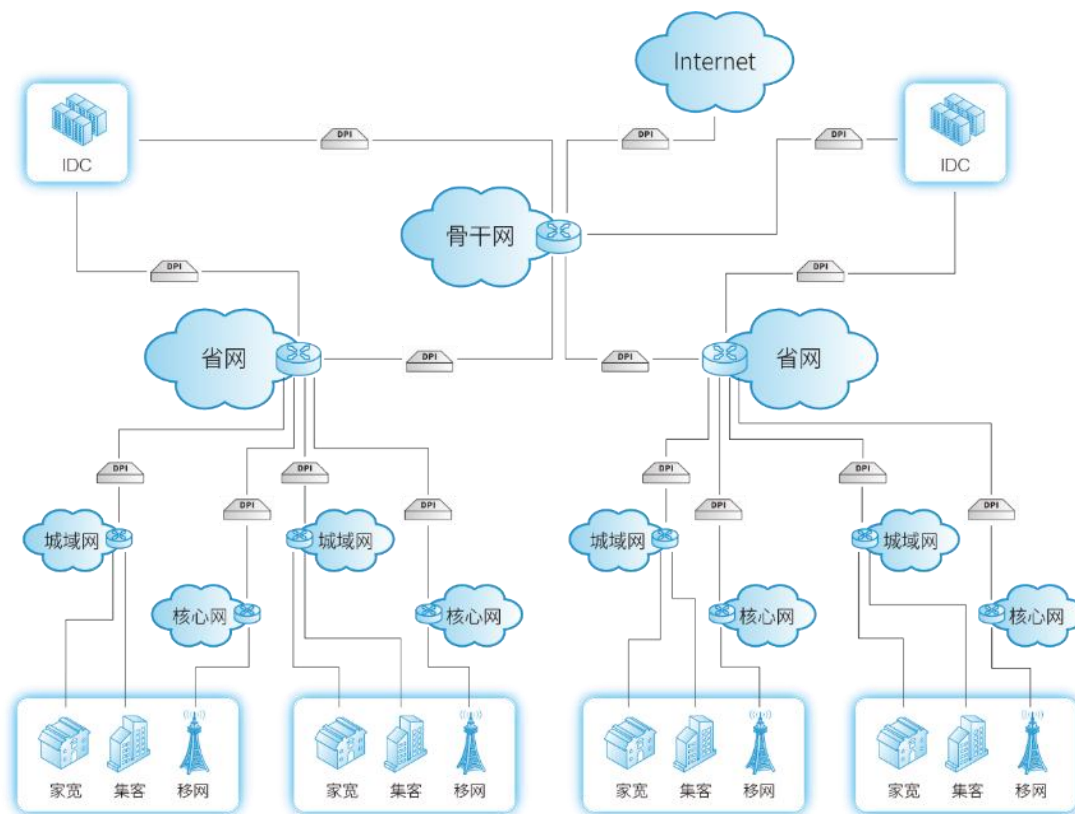 Internet
DPI
DPI
DPI
IDC
IDC
骨干网
DPI
DPI
省网
DPI
DPI
省网
DPI
DPI
DPI
DPI
DPI
DPI
DPI
DPI
城域网
城域网
城域网
城域网
核心网
核心网
核心网
核心网
家宽 集客 移网
家宽 集客 移网
家宽 集客 移网
家宽 集客 移网